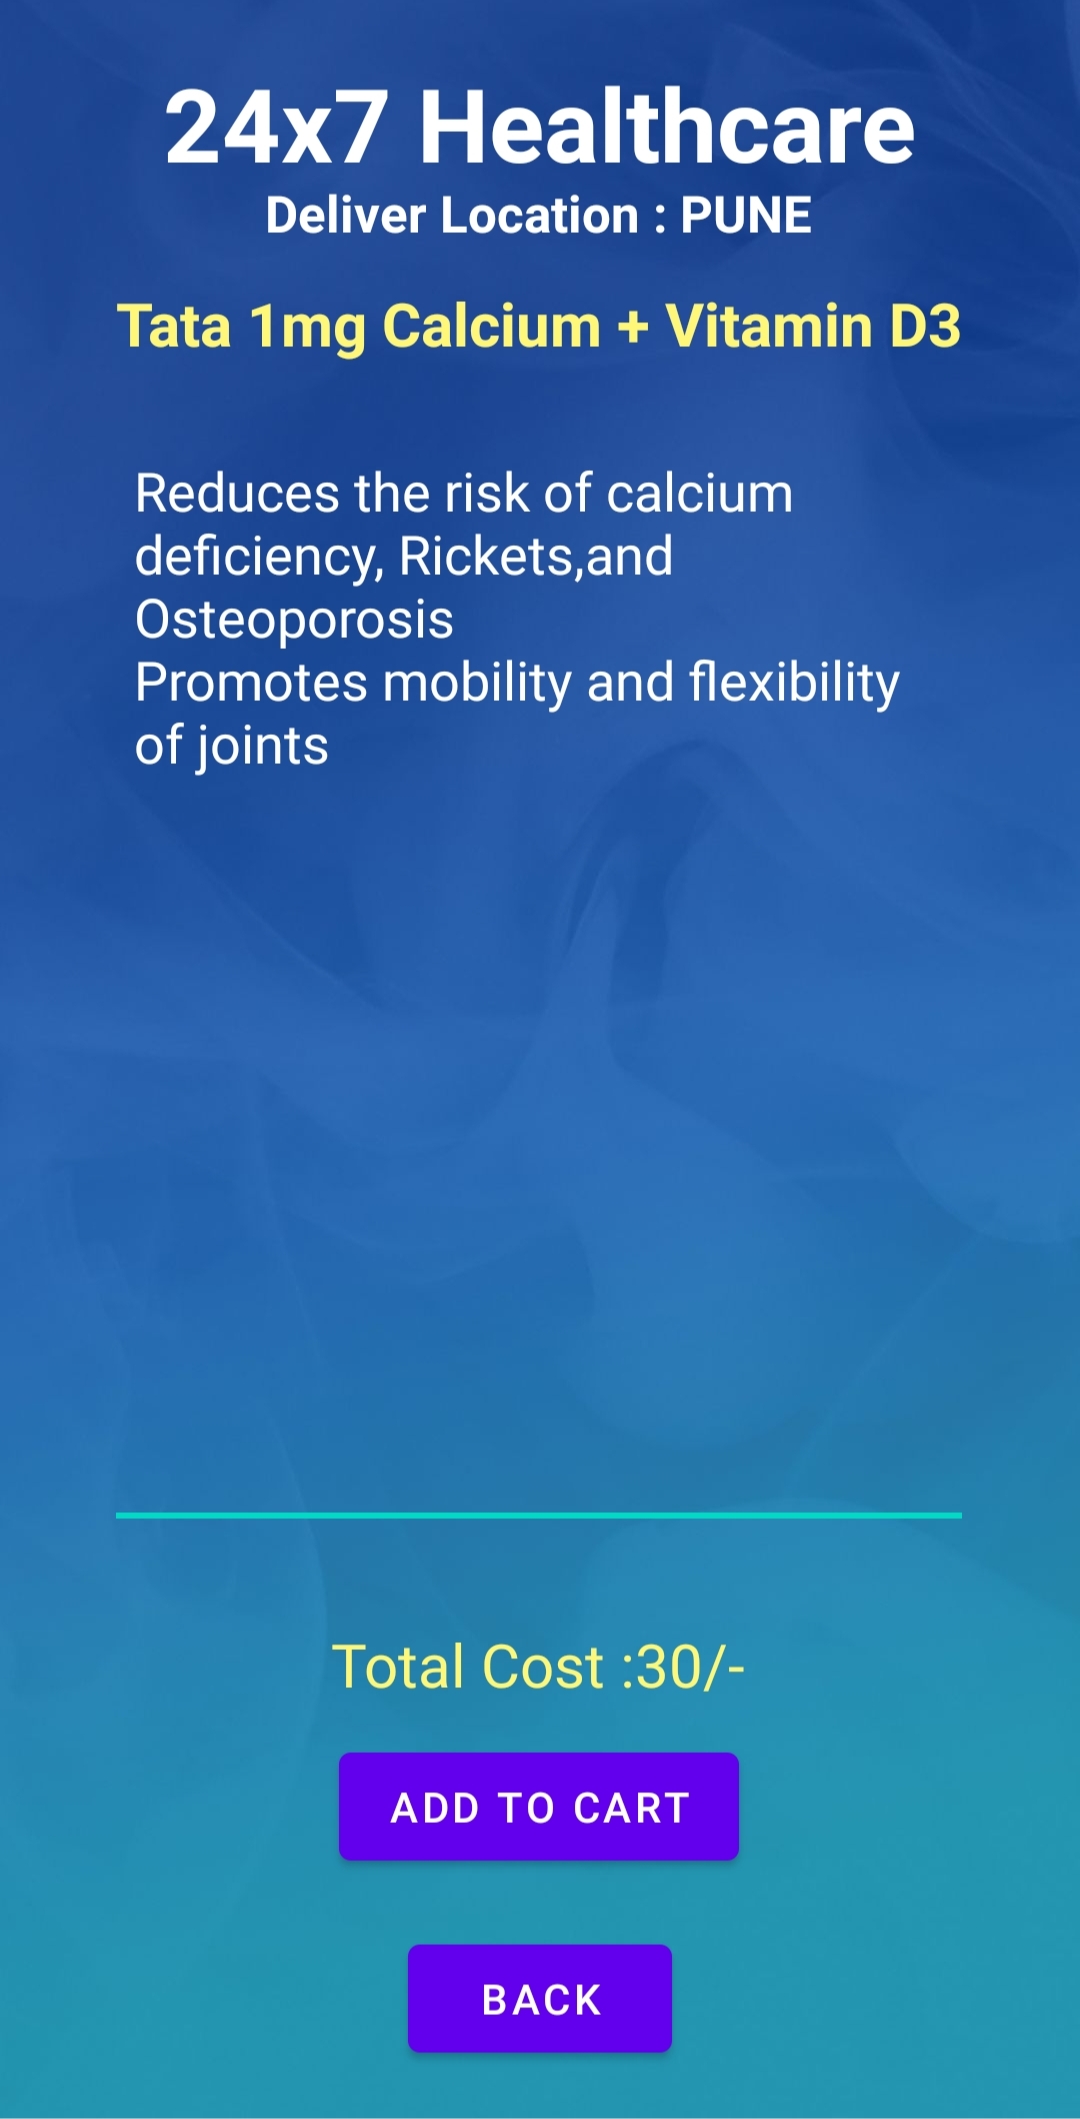 24x7 Healthcare
Deliver Location : PUNE
Tata 1mg Calcium + Vitamin D3
Reduces the risk of calcium
deficiency, Rickets,and
Osteoporosis
Promotes mobility and flexibility
of joints
Total Cost :30/-
ADD TO CART
BACK